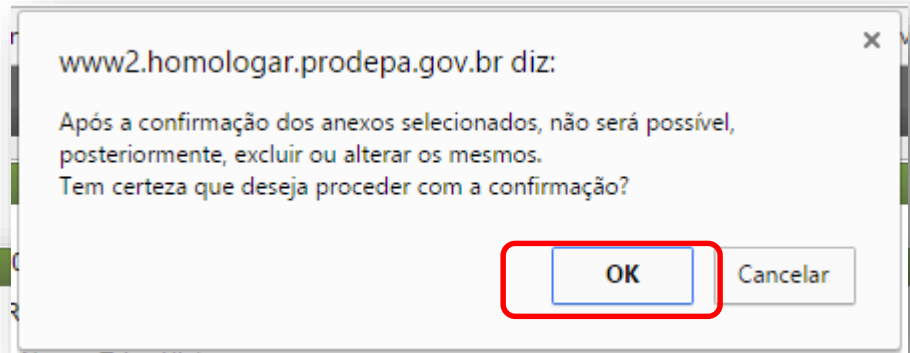 www2.homologar.prodepa.gov.br diz:
Após a confirmação dos anexos selecionados, não será possível,
posteriormente, excluir ou alterar os mesmos.
Tem certeza que deseja proceder com a confirmação?
OK Cancelar